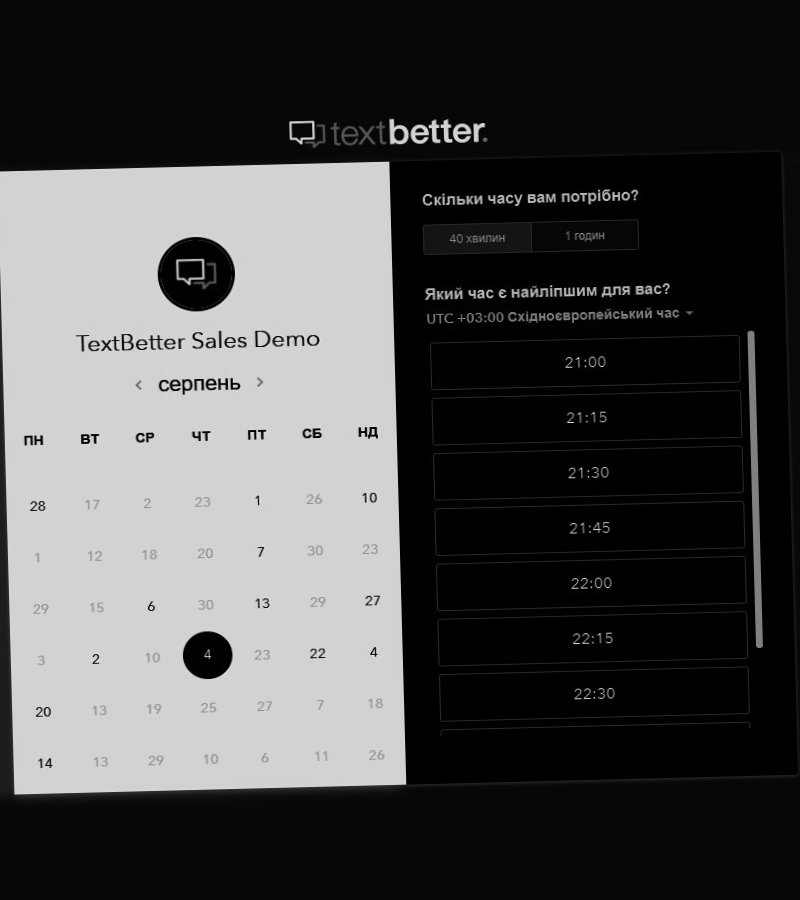 textbetter.
TextBetter Sales Demo
серпень
ПН ВТ СР ЧТ ПТ СБ НД
28 17 2 23 1 26 10
1 12 18 20 7 30 23
29 15 6 30 13 29 27
3 2 10 4 23 22 4
20 13 19 25 27 7 18
14 13 29 10 6 11 26
Скільки часу вам потрібно?
40 хвилин 1 годин
Який час є найліпшим для вас?
UTC +03:00 Східноєвропейський час
21:00
21:15
21:30
21:45
22:00
22:15
22:30